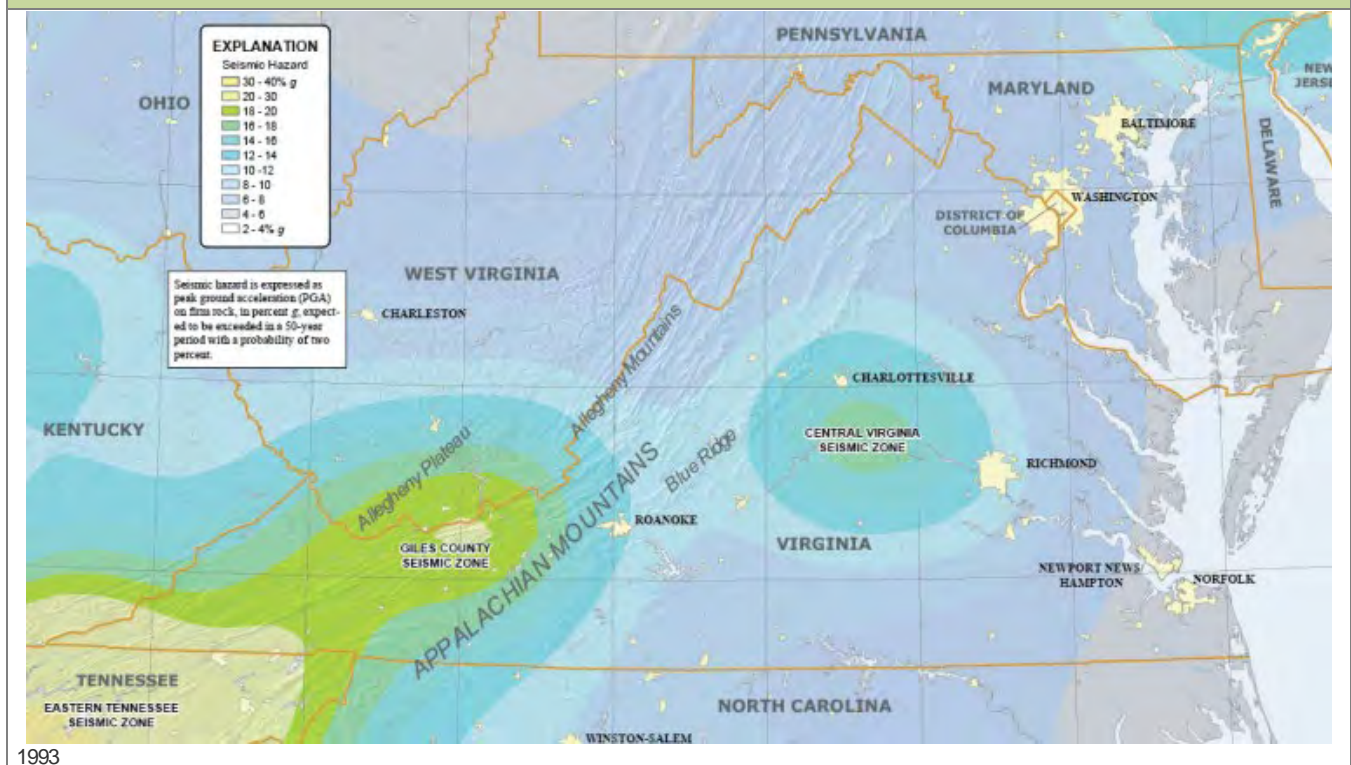 PENNSYLVANIA
EXPLANATION
Seismic Hazard
30 - 40% g
20 - 30
18 - 20
16 - 18
14 - 16
12 - 14
10 -12
8 - 10
6 - 8
4 - 6
2 - 4% g
OHIO
MARYLAND
NEW
JERS
BALTIMORE
DELAWARE
WASHINGTON
DISTRICT OF
COLUMBIA
WEST VIRGINIA
Seismic hazard is expressed as
peak ground acceleration (PGA)
on firm rock, in percent g, expect-
ed to be exceeded in a 50-year
period with a probability of two
percent.
CHARLESTON
Allegheny Mountains
CHARLOTTESVILLE
KENTUCKY
CENTRAL VIRGINIA
SEISMIC ZONE
Allegheny Plateau
Blue Ridge
RICHMOND
APPALACHIAN MOUNTAINS
ROANOKE
VIRGINIA
GILES COUNTY
SEISMIC ZONE
NEWPORT NEWS/
HAMPTON
NORFOLK
TENNESSEE
EASTERN TENNESSEE
SEISMIC ZONE
NORTH CAROLINA
WINSTON-SALEM
1993